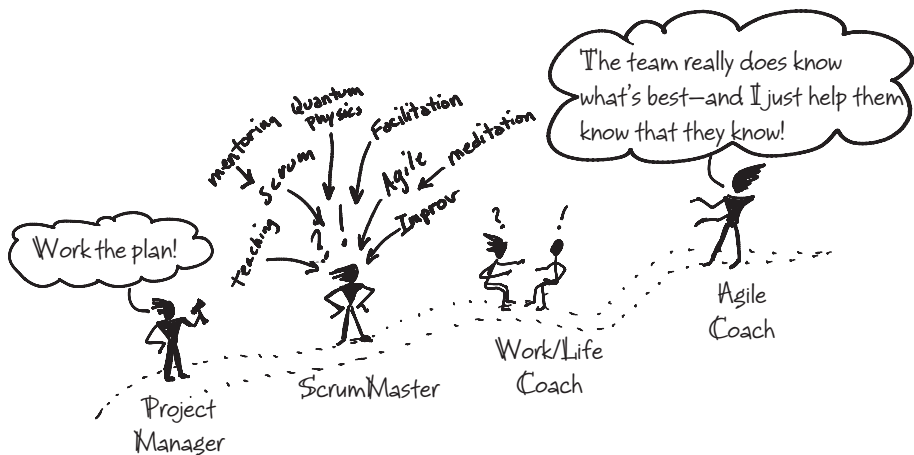 The team really does know
what's best—and I just help them
know that they know!
mentoring
Quantum
physics
Facilitation
Scrum
Agile
meditation
teaching
?
!
Improv
?
!
Work the plan!
Agile
Coach
Work/Life
Coach
ScrumMaster
Project
Manager